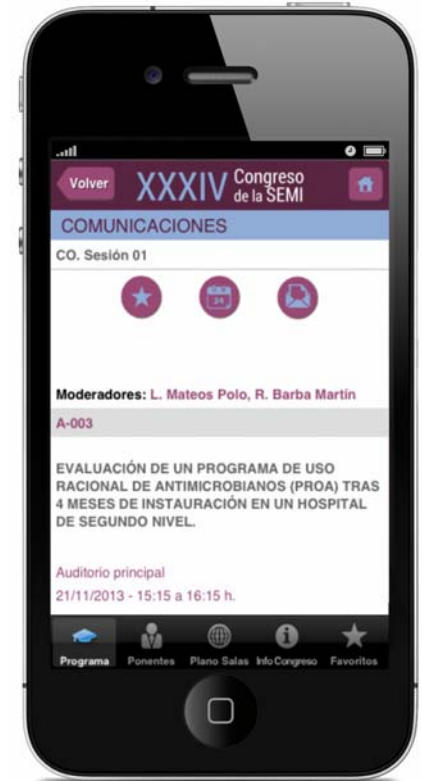 Volver
XXXIV Congreso
de la SEMI
COMUNICACIONES
CO. Sesión 01
24
Moderadores: L. Mateos Polo, R. Barba Martín
A-003
EVALUACIÓN DE UN PROGRAMA DE USO
RACIONAL DE ANTIMICROBIANOS (PROA) TRAS
4 MESES DE INSTAURACIÓN EN UN HOSPITAL
DE SEGUNDO NIVEL.
Auditorio principal
21/11/2013 - 15:15 a 16:15 h.
Programa Ponentes Plano Salas Info Congreso Favoritos